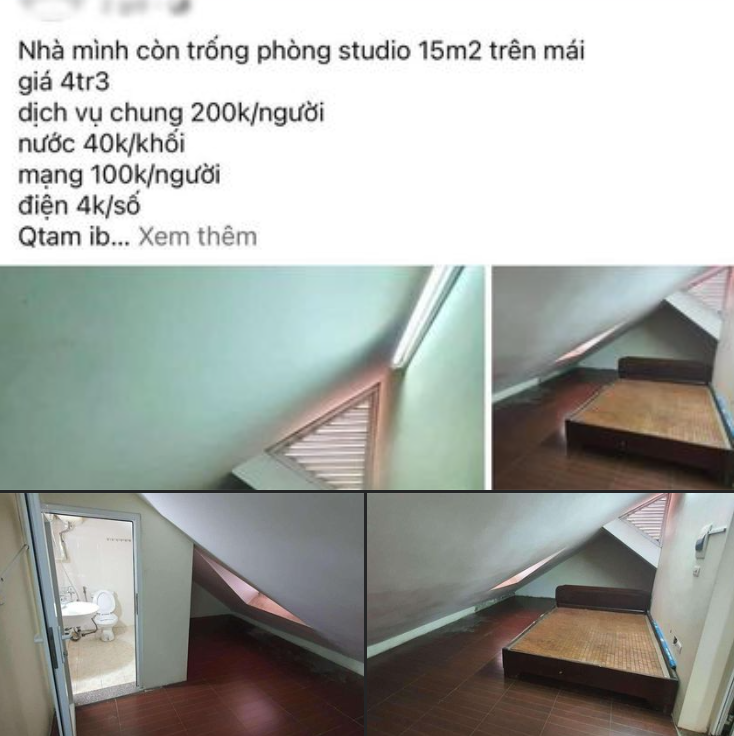 Nhà mình còn trống phòng studio 15m2 trên mái
giá 4tr3
dịch vụ chung 200k/người
nước 40k/khối
mạng 100k/người
điện 4k/số
Qtam ib... Xem thêm